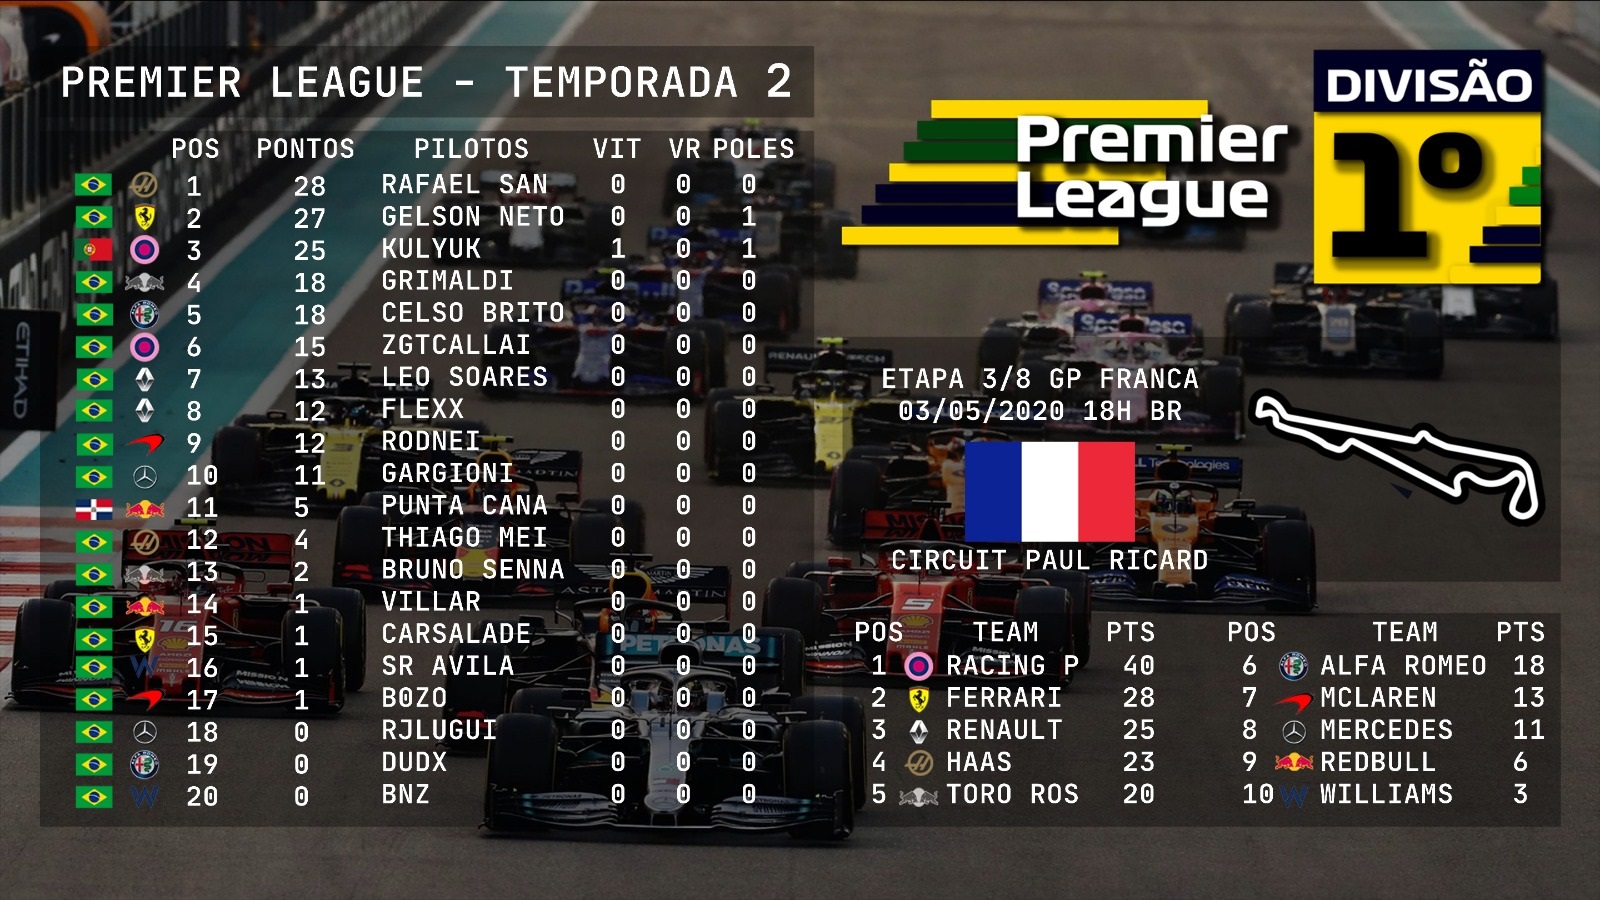 PREMIER LEAGUE - TEMPORADA 2
POS PONTOS PILOTOS VIT VR POLES
1 28 RAFAEL SAN 0 0 0
2 27 GELSON NETO 0 0 1
3 25 KULYUK 1 0 1
4 18 GRIMALDI 0 0 0
5 18 CELSO BRITO 0 0 0
6 15 ZGTCALLAI 0 0 0
7 13 LEO SOARES 0 0 0
8 12 FLEXX 0 0 0
9 12 RODNEI 0 0 0
10 11 GARGIONI 0 0 0
11 5 PUNTA CANA 0 0 0
12 4 THIAGO MEI 0 0 0
13 2 BRUNO SENNA 0 0 0
14 1 VILLAR 0 0 0
15 1 CARSALADE 0 0 0
16 1 SR AVILA 0 0 0
17 1 B0ZO 0 0 0
18 0 RJLUGUI 0 0 0
19 0 DUDX 0 0 0
20 0 BNZ 0 0 0
Premier
League
DIVISÃO
1º
ETAPA 3/8 GP FRANCA
03/05/2020 18H BR
CIRCUIT PAUL RICARD
POS TEAM PTS
1 RACING P 40
2 FERRARI 28
3 RENAULT 25
4 HAAS 23
5 TORO ROS 20
POS TEAM PTS
6 ALFA ROMEO 18
7 MCLAREN 13
8 MERCEDES 11
9 REDBULL 6
10 WILLIAMS 3
ETIHAD
PETRONAS
5
16